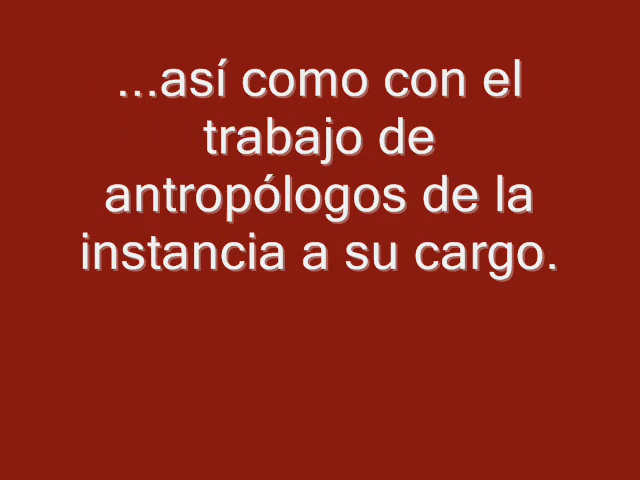 ...así como con el
trabajo de
antropólogos de la
instancia a su cargo.